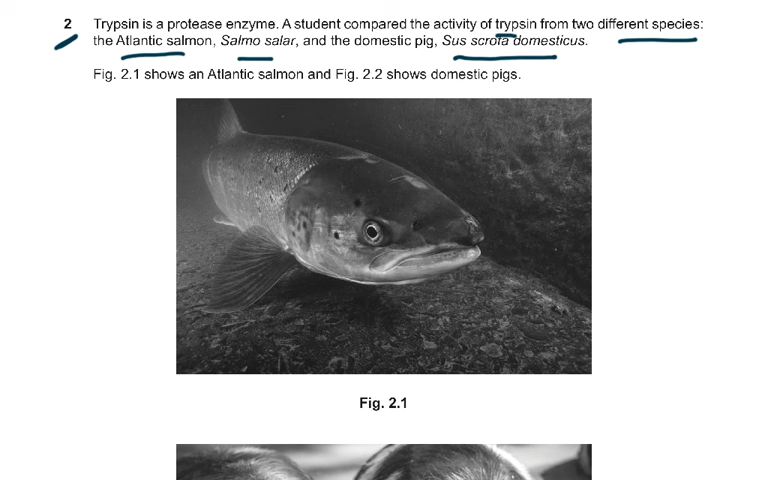 2 Trypsin is a protease enzyme. A student compared the activity of trypsin from two different species:
the Atlantic salmon, Salmo salar, and the domestic pig, Sus scrofa domesticus.
Fig. 2.1 shows an Atlantic salmon and Fig. 2.2 shows domestic pigs.
Fig. 2.1